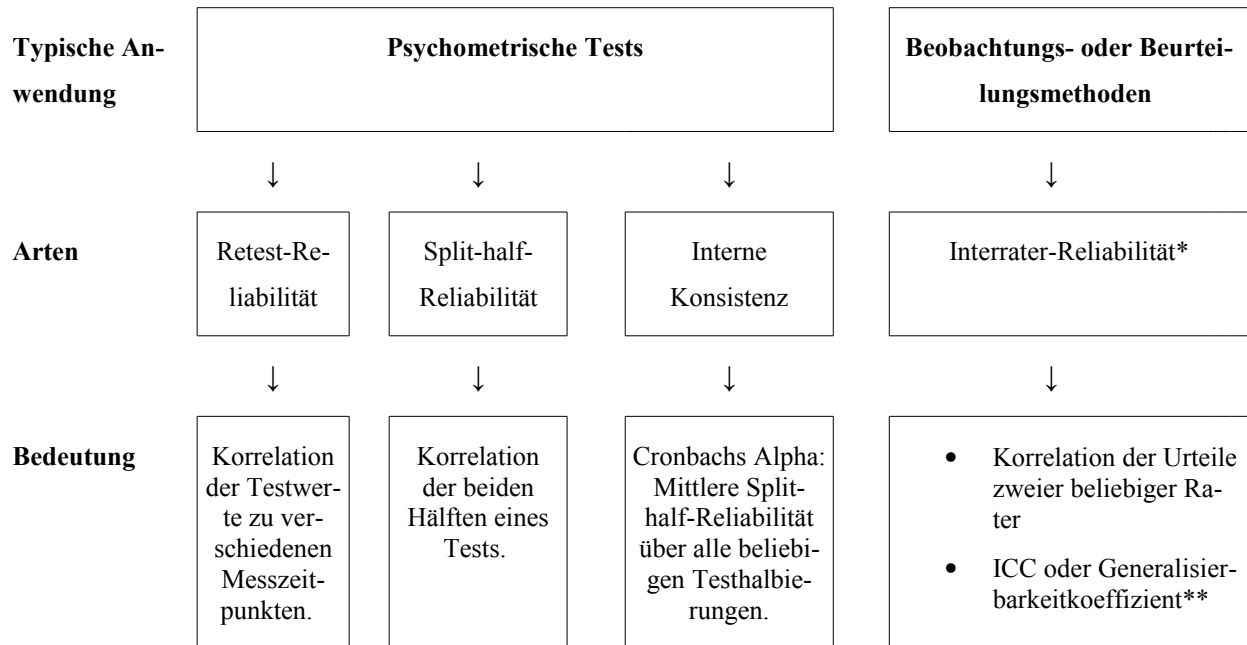 Typische An-
wendung
Psychometrische Tests
Beobachtungs- oder Beurtei-
lungsmethoden
↓ ↓ ↓ ↓
Arten
Retest-Re-
liabilität
Split-half-
Reliabilität
Interne
Konsistenz
Interrater-Reliabilität*
↓ ↓ ↓ ↓
Bedeutung
Korrelation
der Testwer-
te zu ver-
schiedenen
Messzeit-
punkten.
Korrelation
der beiden
Hälften eines
Tests.
Cronbachs Alpha:
Mittlere Split-
half-Reliabilität
über alle beliebi-
gen Testhalbie-
rungen.
• Korrelation der Urteile
zweier beliebiger Ra-
ter
• ICC oder Generalisier-
barkeitkoeffizient**